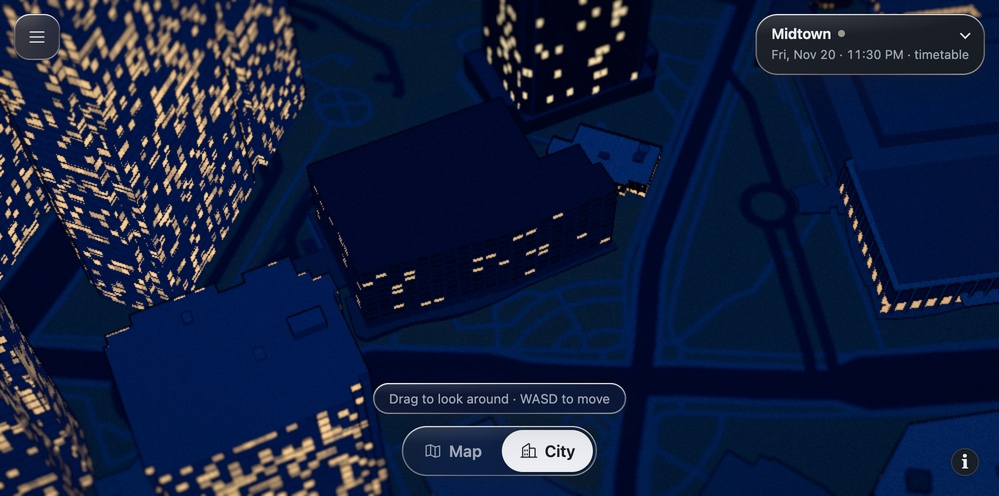 Midtown
Fri, Nov 20 · 11:30 PM · timetable
Drag to look around · WASD to move
Map
City
i